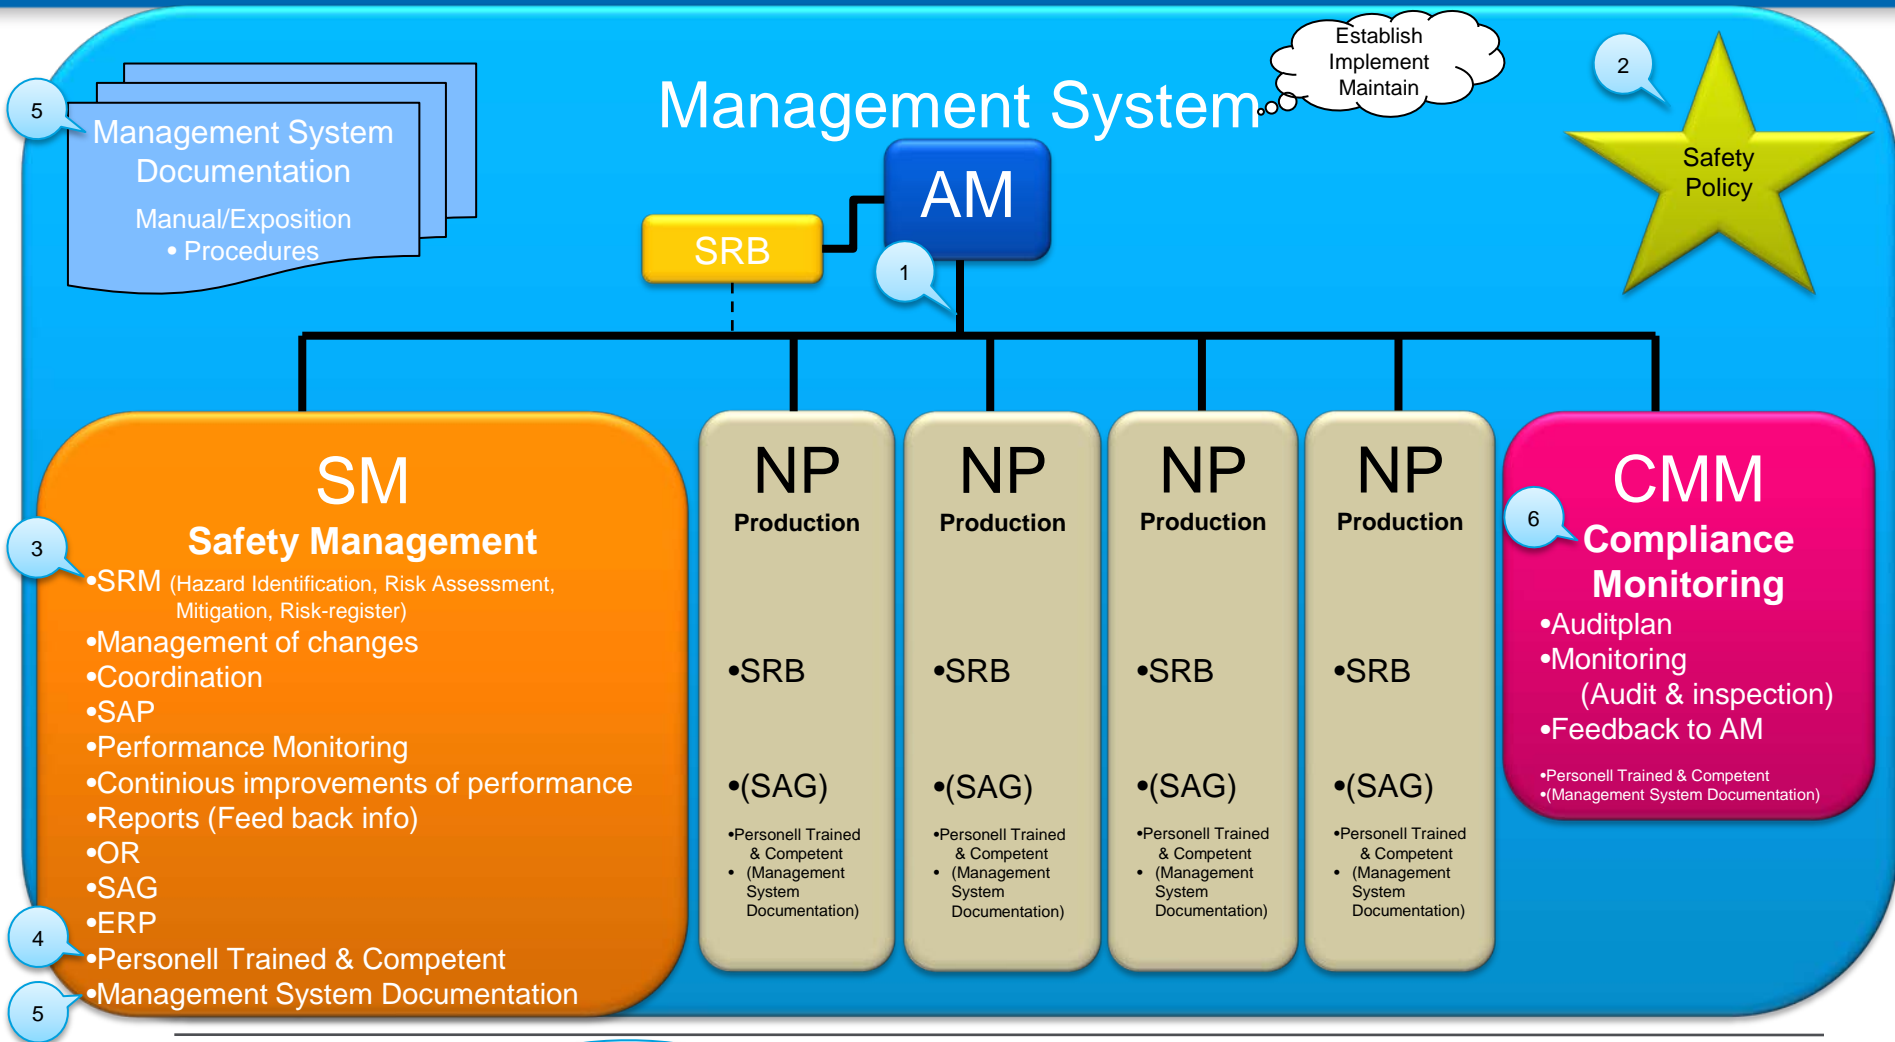 Establish
Implement
Maintain
2
5
Management System
Management System
Documentation
Manual/Exposition
• Procedures
Safety
Policy
AM
SRB
1
SM
Safety Management
3
•SRM (Hazard Identification, Risk Assessment,
Mitigation, Risk-register)
•Management of changes
•Coordination
•SAP
•Performance Monitoring
•Continious improvements of performance
•Reports (Feed back info)
•OR
•SAG
•ERP
4
•Personell Trained & Competent
•Management System Documentation
5
NP
Production
•SRB
•(SAG)
•Personell Trained
& Competent
• (Management
System
Documentation)
NP
Production
•SRB
•(SAG)
•Personell Trained
& Competent
• (Management
System
Documentation)
NP
Production
•SRB
•(SAG)
•Personell Trained
& Competent
• (Management
System
Documentation)
NP
Production
•SRB
•(SAG)
•Personell Trained
& Competent
• (Management
System
Documentation)
CMM
6
Compliance
Monitoring
•Auditplan
•Monitoring
(Audit & inspection)
•Feedback to AM
•Personell Trained & Competent
•(Management System Documentation)